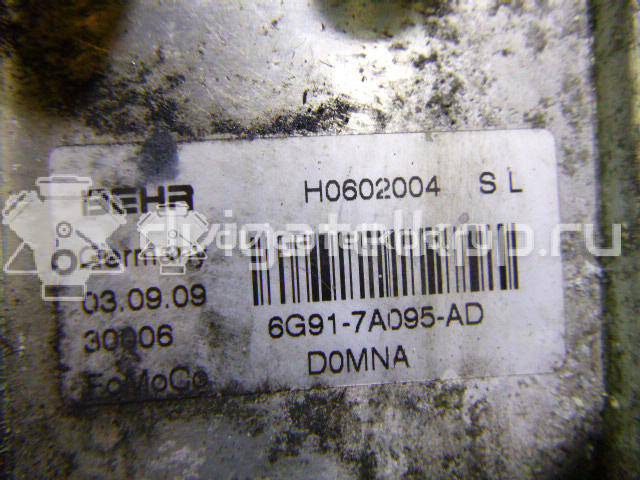 BEHR H0602004 S L
Germany
03.09.09
30006 6G91-7A095-AD
FoMoCo D0MNA